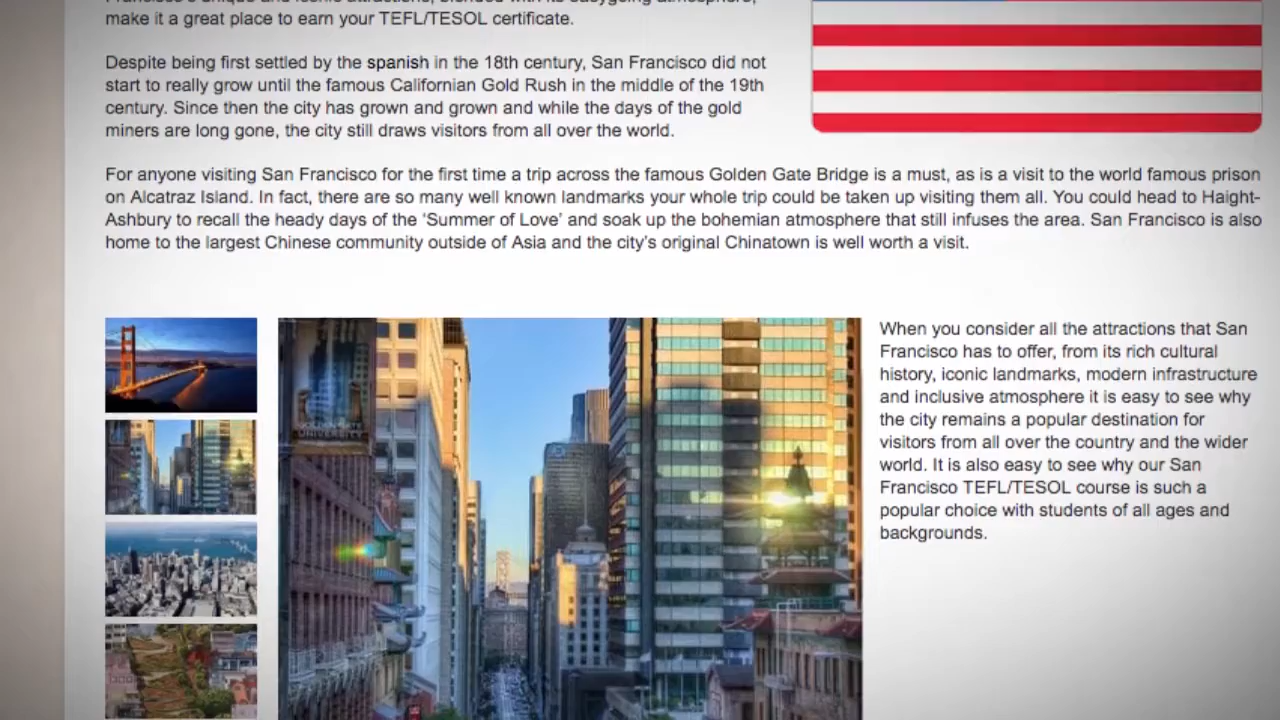 make it a great place to earn your TEFL/TESOL certificate.
Despite being first settled by the spanish in the 18th century, San Francisco did not
start to really grow until the famous Californian Gold Rush in the middle of the 19th
century. Since then the city has grown and grown and while the days of the gold
miners are long gone, the city still draws visitors from all over the world.
For anyone visiting San Francisco for the first time a trip across the famous Golden Gate Bridge is a must, as is a visit to the world famous prison
on Alcatraz Island. In fact, there are so many well known landmarks your whole trip could be taken up visiting them all. You could head to Haight-
Ashbury to recall the heady days of the ‘Summer of Love’ and soak up the bohemian atmosphere that still infuses the area. San Francisco is also
home to the largest Chinese community outside of Asia and the city’s original Chinatown is well worth a visit.
GOLDEN GATE
UNIVERSITY
When you consider all the attractions that San
Francisco has to offer, from its rich cultural
history, iconic landmarks, modern infrastructure
and inclusive atmosphere it is easy to see why
the city remains a popular destination for
visitors from all over the country and the wider
world. It is also easy to see why our San
Francisco TEFL/TESOL course is such a
popular choice with students of all ages and
backgrounds.